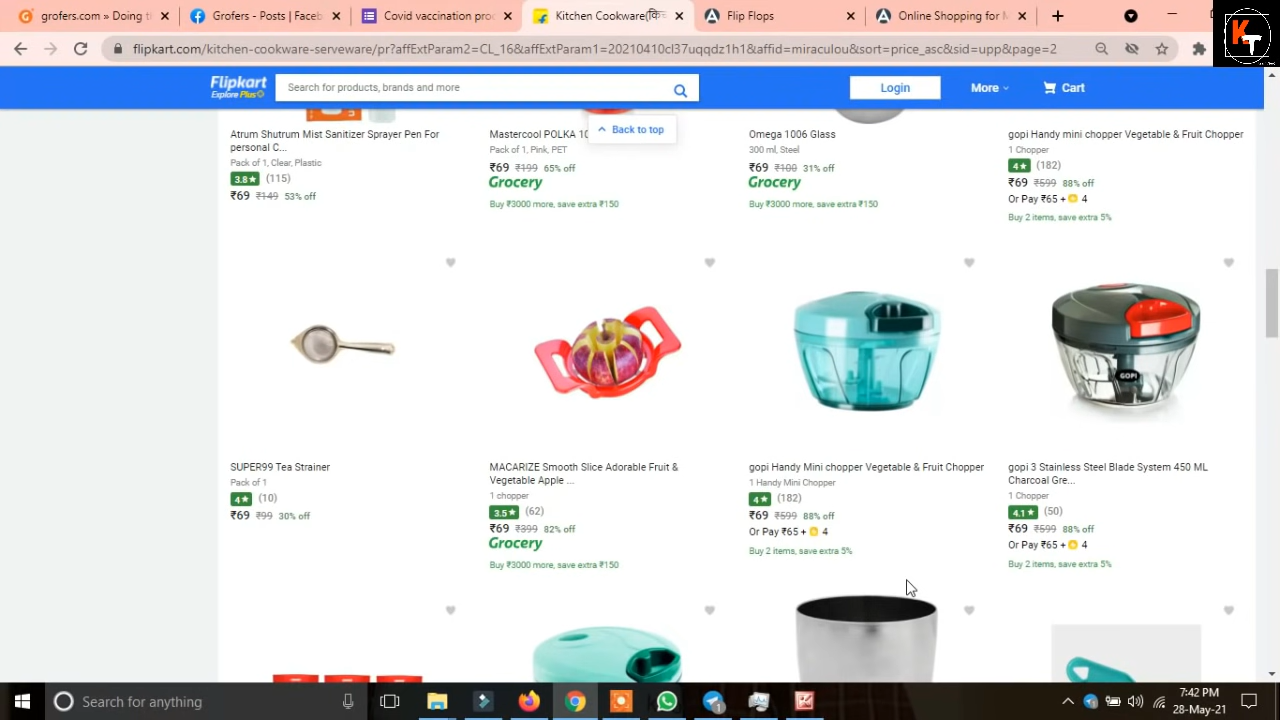 grofers.com » Doing t
Grofers - Posts | Faceb
Covid vaccination pro
Kitchen Cookware
Flip Flops
Online Shopping for M
flipkart.com/kitchen-cookware-serveware/pr?affExtParam2=CL_16&affExtParam1=20210410cl37uqqdz1h1&affid=miraculou&sort=price_asc&sid=upp&page=2
KT
Flipkart
Explore Plus
Search for products, brands and more
Login
More
Cart
Back to top
Atrum Shutrum Mist Sanitizer Sprayer Pen For
personal C...
Pack of 1, Clear, Plastic
3.8★ (115)
₹69 ₹149 53% off
Mastercool POLKA 10
Pack of 1, Pink, PET
₹69 ₹199 65% off
Grocery
Buy ₹3000 more, save extra ₹150
Omega 1006 Glass
300 ml, Steel
₹69 ₹100 31% off
Grocery
Buy ₹3000 more, save extra ₹150
gopi Handy mini chopper Vegetable & Fruit Chopper
1 Chopper
4★ (182)
₹69 ₹599 88% off
Or Pay ₹65 + 4
Buy 2 items, save extra 5%
GOPI
SUPER99 Tea Strainer
Pack of 1
4★ (10)
₹69 ₹99 30% off
MACARIZE Smooth Slice Adorable Fruit &
Vegetable Apple ...
1 chopper
3.5★ (62)
₹69 ₹399 82% off
Grocery
Buy ₹3000 more, save extra ₹150
gopi Handy Mini chopper Vegetable & Fruit Chopper
1 Handy Mini Chopper
4★ (182)
₹69 ₹599 88% off
Or Pay ₹65 + 4
Buy 2 items, save extra 5%
gopi 3 Stainless Steel Blade System 450 ML
Charcoal Gre...
1 Chopper
4.1★ (50)
₹69 ₹599 88% off
Or Pay ₹65 + 4
Buy 2 items, save extra 5%
Search for anything
7:42 PM
28-May-21